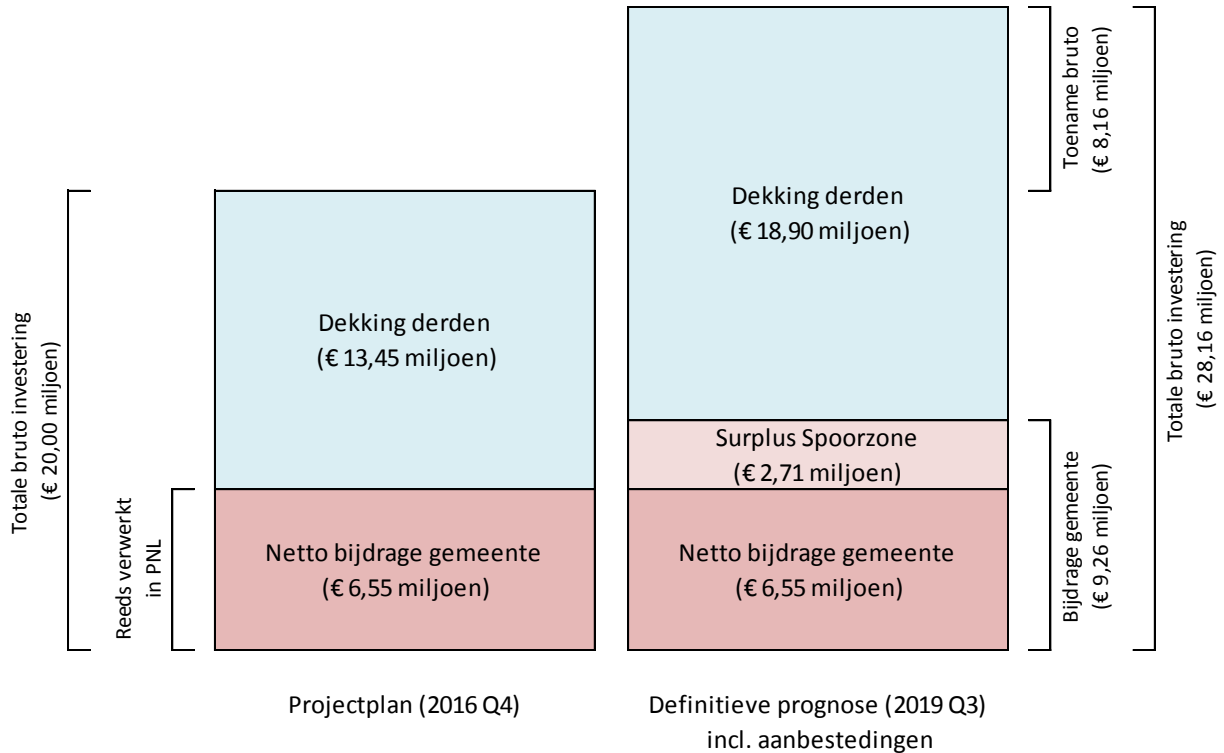 Totale bruto investering
(€ 20,00 miljoen)
Reeds verwerkt
in PNL
Dekking derden
(€ 13,45 miljoen)
Netto bijdrage gemeente
(€ 6,55 miljoen)
Projectplan (2016 Q4)
Dekking derden
(€ 18,90 miljoen)
Surplus Spoorzone
(€ 2,71 miljoen)
Netto bijdrage gemeente
(€ 6,55 miljoen)
Definitieve prognose (2019 Q3)
incl. aanbestedingen
Toename bruto
(€ 8,16 miljoen)
Bijdrage gemeente
(€ 9,26 miljoen)
Totale bruto investering
(€ 28,16 miljoen)